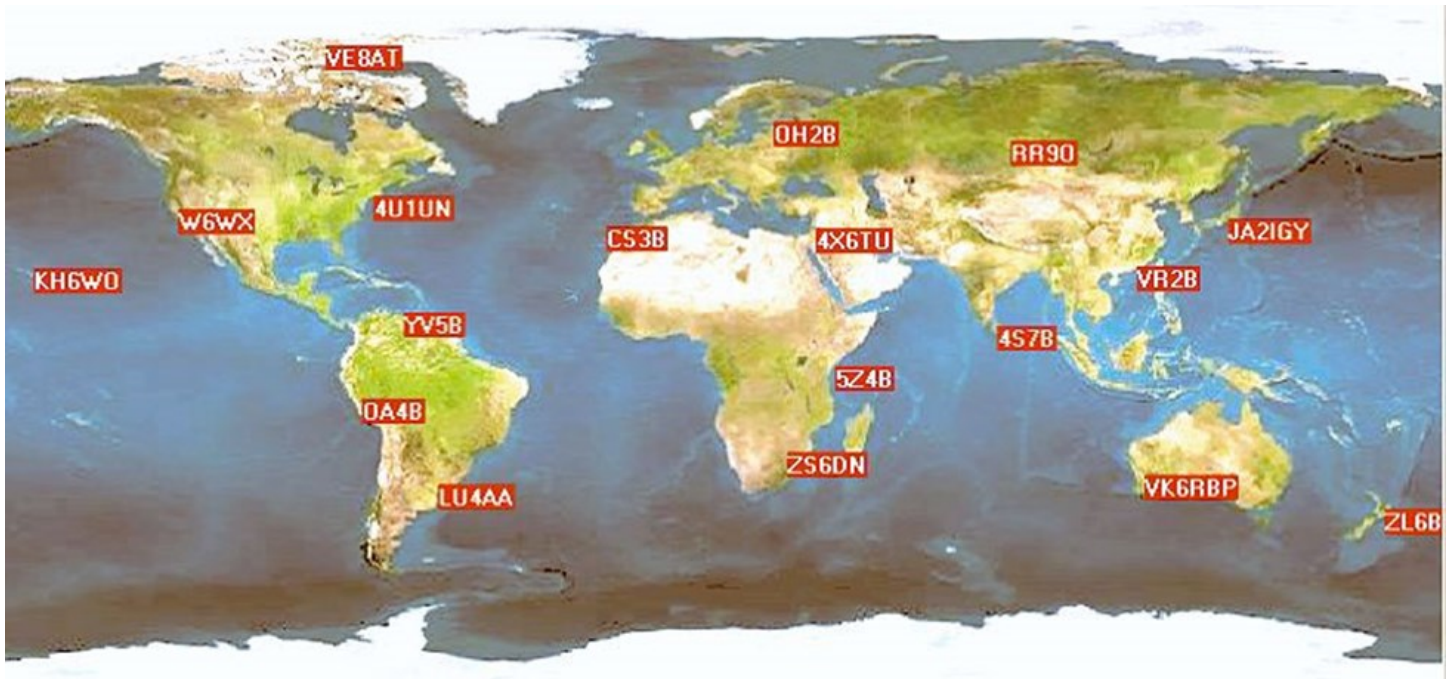 VE8AT
OH2B
RR9O
4U1UN
W6WX
JA2IGY
CS3B
4X6TU
KH6WO
VR2B
YV5B
4S7B
5Z4B
OA4B
ZS6DN
VK6RBP
LU4AA
ZL6B